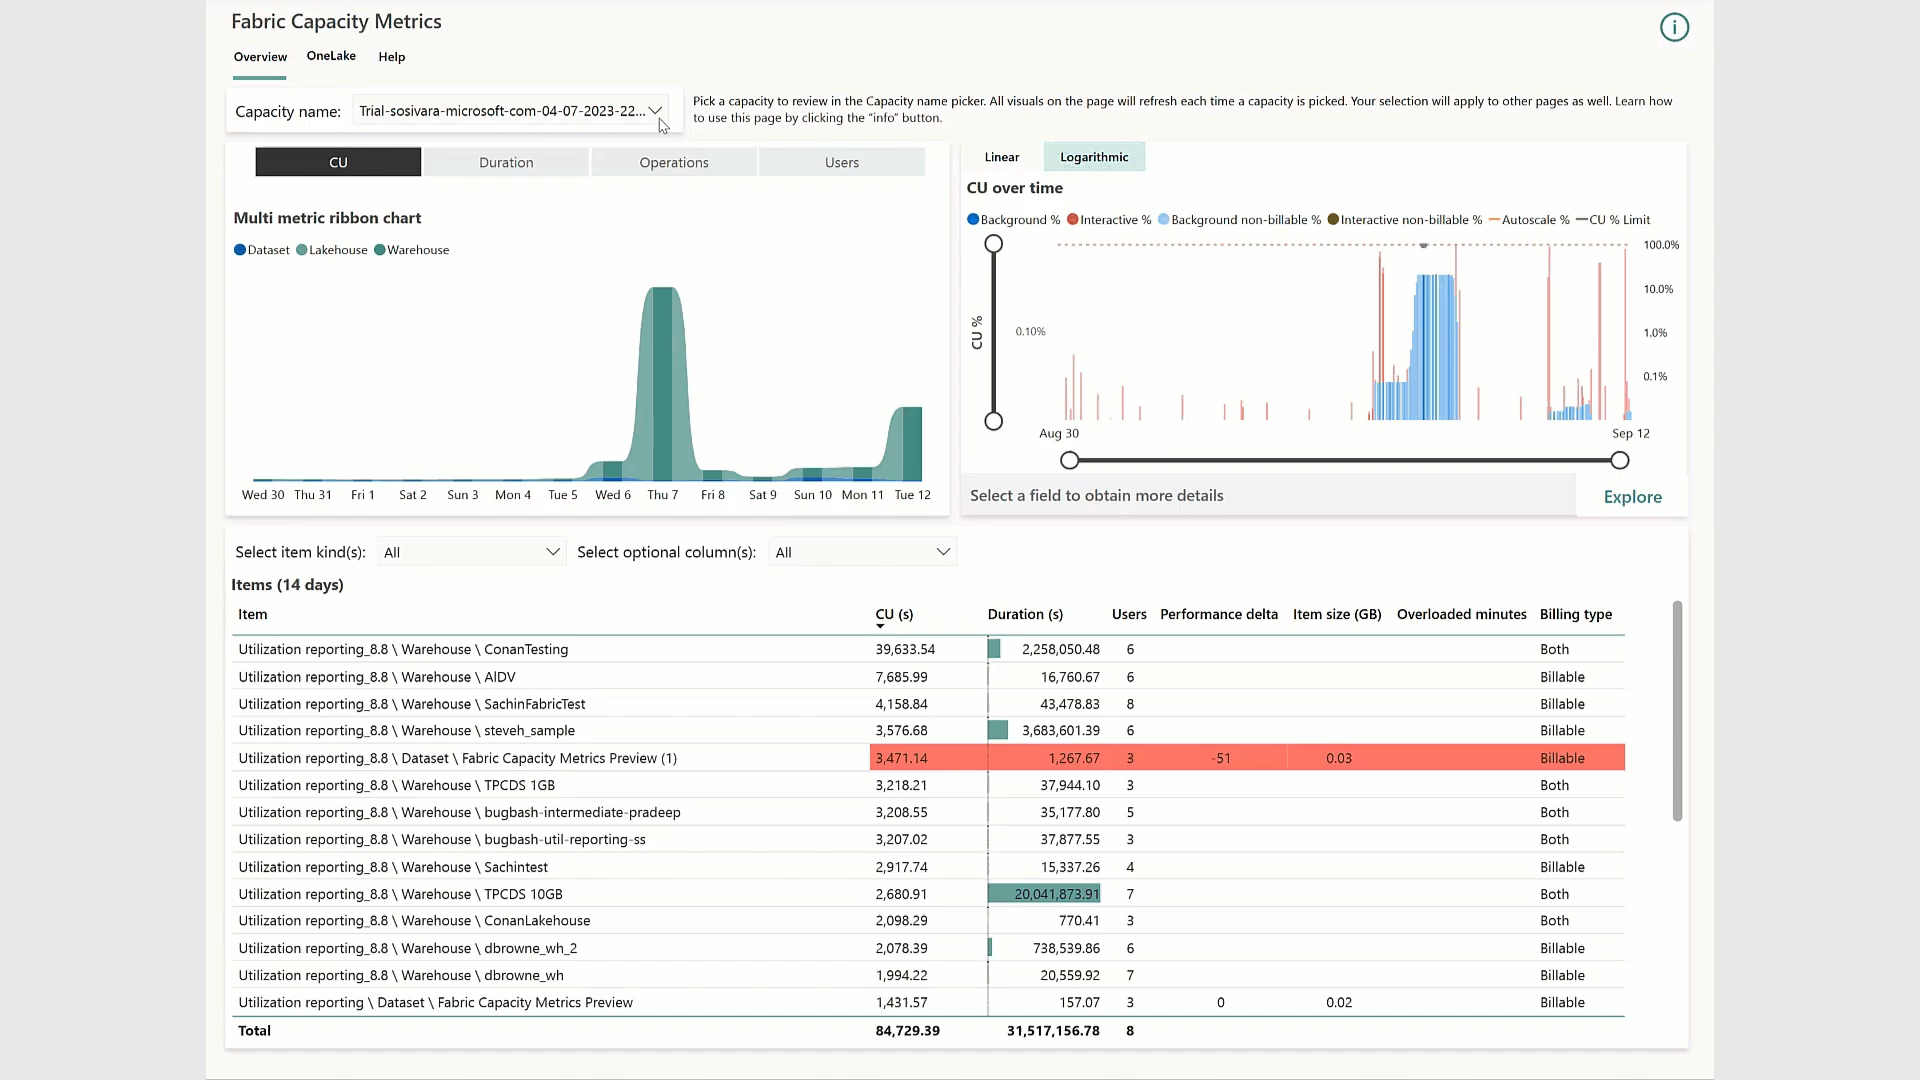 Fabric Capacity Metrics
Overview OneLake Help
Capacity name: Trial-sosivara-microsoft-com-04-07-2023-22...
Pick a capacity to review in the Capacity name picker. All visuals on the page will refresh each time a capacity is picked. Your selection will apply to other pages as well. Learn how
to use this page by clicking the "info" button.
CU Duration Operations Users
Multi metric ribbon chart
Dataset Lakehouse Warehouse
Wed 30 Thu 31 Fri 1 Sat 2 Sun 3 Mon 4 Tue 5 Wed 6 Thu 7 Fri 8 Sat 9 Sun 10 Mon 11 Tue 12
Linear Logarithmic
CU over time
Background % Interactive % Background non-billable % Interactive non-billable % Autoscale % CU % Limit
100.0%
10.0%
CU % 0.10% 1.0%
0.1%
Aug 30 Sep 12
Select a field to obtain more details Explore
Select item kind(s): All Select optional column(s): All
Items (14 days)
Item CU (s) Duration (s) Users Performance delta Item size (GB) Overloaded minutes Billing type
Utilization reporting_8.8 \ Warehouse \ ConanTesting 39,633.54 2,258,050.48 6 Both
Utilization reporting_8.8 \ Warehouse \ AlDV 7,685.99 16,760.67 6 Billable
Utilization reporting_8.8 \ Warehouse \ SachinFabricTest 4,158.84 43,478.83 8 Billable
Utilization reporting_8.8 \ Warehouse \ steveh_sample 3,576.68 3,683,601.39 6 Billable
Utilization reporting_8.8 \ Dataset \ Fabric Capacity Metrics Preview (1) 3,471.14 1,267.67 3 -51 0.03 Billable
Utilization reporting_8.8 \ Warehouse \ TPCDS 1GB 3,218.21 37,944.10 3 Both
Utilization reporting_8.8 \ Warehouse \ bugbash-intermediate-pradeep 3,208.55 35,177.80 5 Both
Utilization reporting_8.8 \ Warehouse \ bugbash-util-reporting-ss 3,207.02 37,877.55 3 Both
Utilization reporting_8.8 \ Warehouse \ Sachintest 2,917.74 15,337.26 4 Billable
Utilization reporting_8.8 \ Warehouse \ TPCDS 10GB 2,680.91 20,041,873.91 7 Both
Utilization reporting_8.8 \ Warehouse \ ConanLakehouse 2,098.29 770.41 3 Both
Utilization reporting_8.8 \ Warehouse \ dbrowne_wh_2 2,078.39 738,539.86 6 Billable
Utilization reporting_8.8 \ Warehouse \ dbrowne_wh 1,994.22 20,559.92 7 Billable
Utilization reporting \ Dataset \ Fabric Capacity Metrics Preview 1,431.57 157.07 3 0 0.02 Billable
Total 84,729.39 31,517,156.78 8